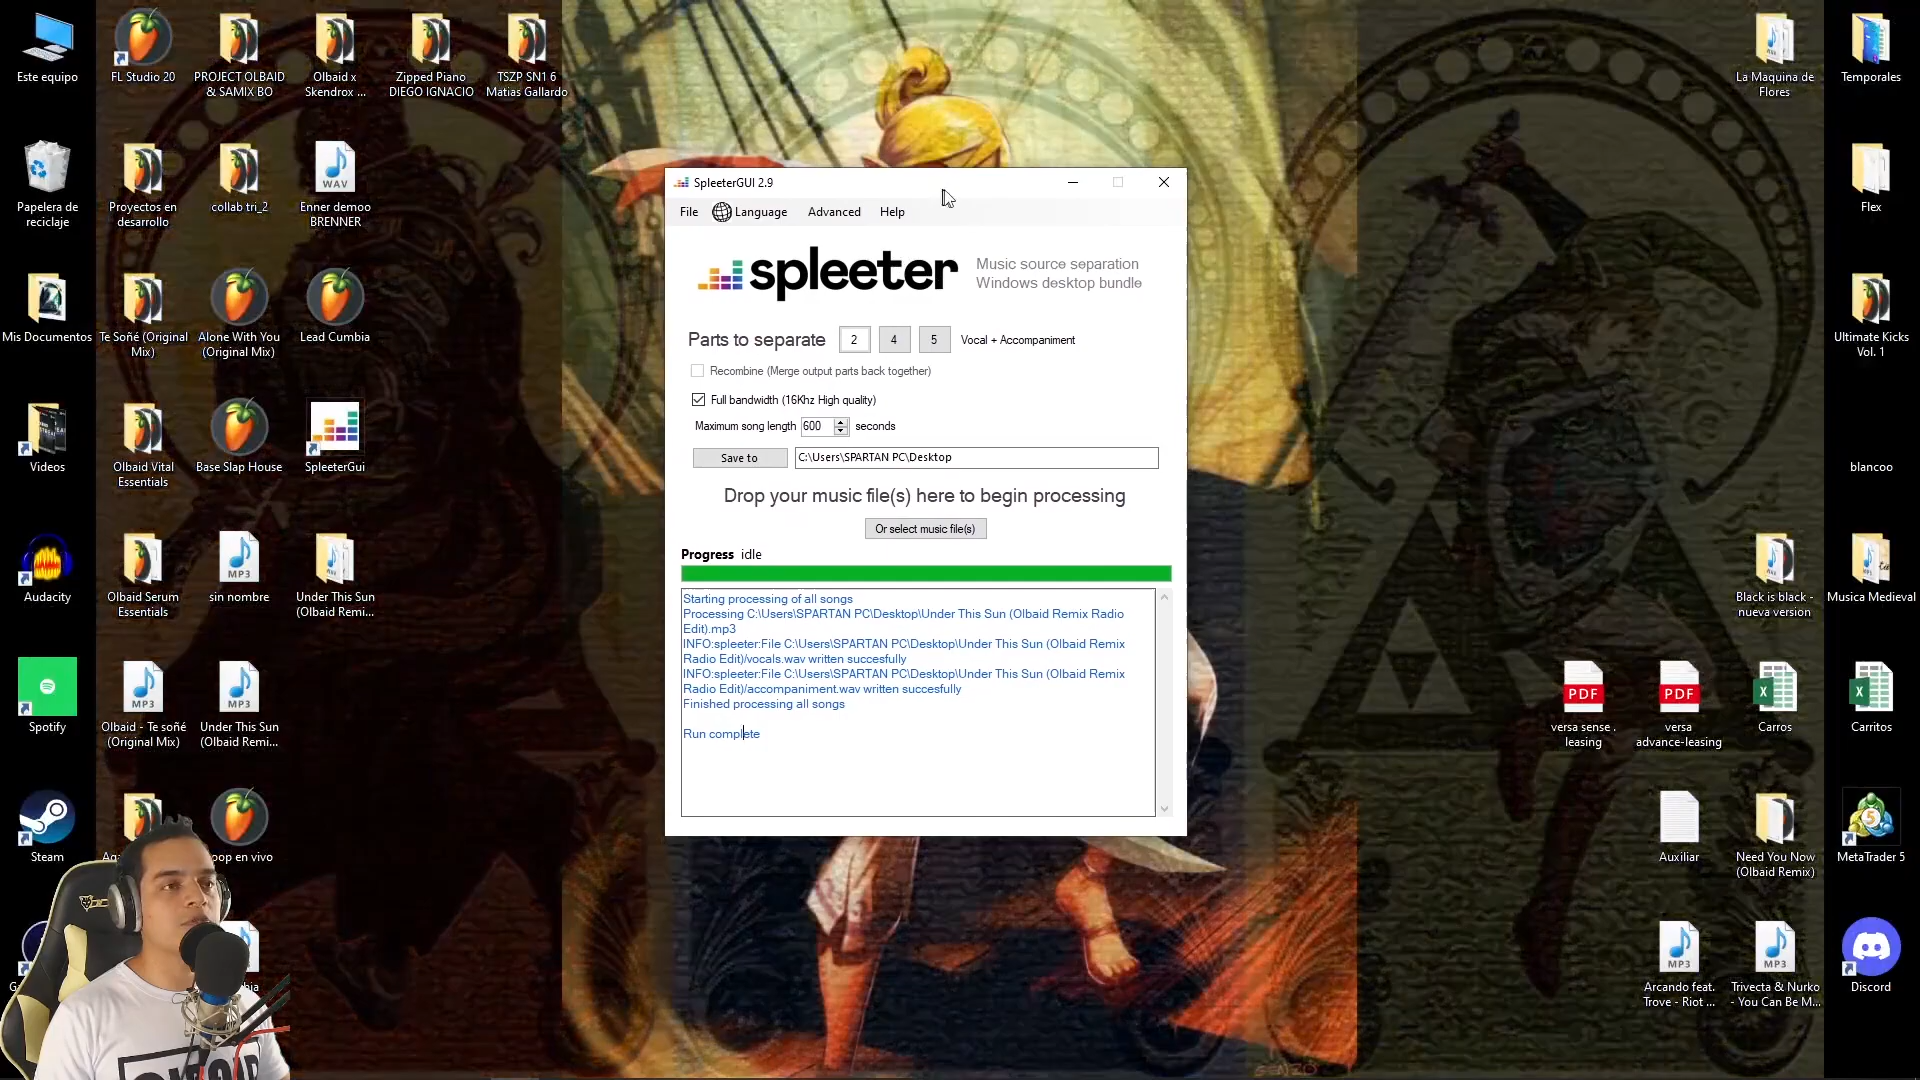 Este equipo
FL Studio 20
PROJECT OLBAID
& SAMIX BO
Olbaid x
Skendrox ...
Zipped Piano
DIEGO IGNACIO
TSZP SN1 6
Matias Gallardo
La Maquina de
Flores
Temporales
Papelera de
reciclaje
Proyectos en
desarrollo
collab tri_2
WAV
Enner demoo
BRENNER
Flex
Mis Documentos
Te Soñé (Original
Mix)
Alone With You
(Original Mix)
Lead Cumbia
Ultimate Kicks
Vol. 1
Videos
Olbaid Vital
Essentials
Base Slap House
SpleeterGui
blancoo
Audacity
Olbaid Serum
Essentials
MP3
sin nombre
Under This Sun
(Olbaid Remi...
Black is black -
nueva version
Musica Medieval
Spotify
MP3
Olbaid - Te soñé
(Original Mix)
MP3
Under This Sun
(Olbaid Remi...
PDF
versa sense .
leasing
PDF
versa
advance-leasing
Carros
Carritos
Steam
oop en vivo
Auxiliar
Need You Now
(Olbaid Remix)
5
MetaTrader 5
MP3
Arcando feat.
Trove - Riot ...
MP3
Trivecta & Nurko
- You Can Be M...
Discord
SpleeterGUI 2.9
File
Language
Advanced
Help
spleeter
Music source separation
Windows desktop bundle
Parts to separate
2
4
5
Vocal + Accompaniment
Recombine (Merge output parts back together)
Full bandwidth (16Khz High quality)
Maximum song length 600 seconds
Save to
C:\Users\SPARTAN PC\Desktop
Drop your music file(s) here to begin processing
Or select music file(s)
Progress idle
Starting processing of all songs
Processing C:\Users\SPARTAN PC\Desktop\Under This Sun (Olbaid Remix Radio
Edit).mp3
INFO:spleeter:File C:\Users\SPARTAN PC\Desktop\Under This Sun (Olbaid Remix
Radio Edit)/vocals.wav written succesfully
INFO:spleeter:File C:\Users\SPARTAN PC\Desktop\Under This Sun (Olbaid Remix
Radio Edit)/accompaniment.wav written succesfully
Finished processing all songs
Run complete